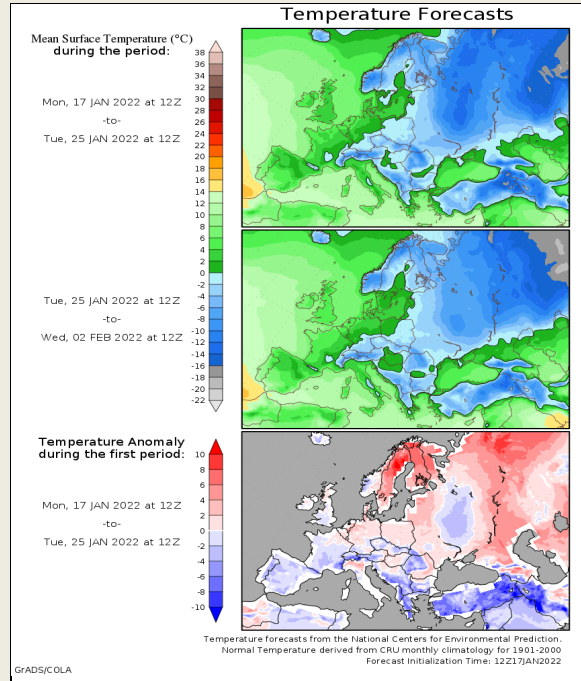 Temperature Forecasts
Mean Surface Temperature (°C)
during the period:
Mon, 17 JAN 2022 at 12Z
-to-
Tue, 25 JAN 2022 at 12Z
38
36
34
32
30
28
26
24
22
20
18
16
14
12
10
8
6
4
2
0
-2
-4
-6
-8
-10
-12
-14
-16
-18
-20
-22
Tue, 25 JAN 2022 at 12Z
-to-
Wed, 02 FEB 2022 at 12Z
Temperature Anomaly
during the first period:
Mon, 17 JAN 2022 at 12Z
-to-
Tue, 25 JAN 2022 at 12Z
10
8
6
4
2
0
-2
-4
-6
-8
-10
Temperature forecasts from the National Centers for Environmental Prediction.
Normal Temperature derived from CRU monthly climatology for 1901-2000
Forecast Initialization Time: 12Z17JAN2022
GrADS/COLA